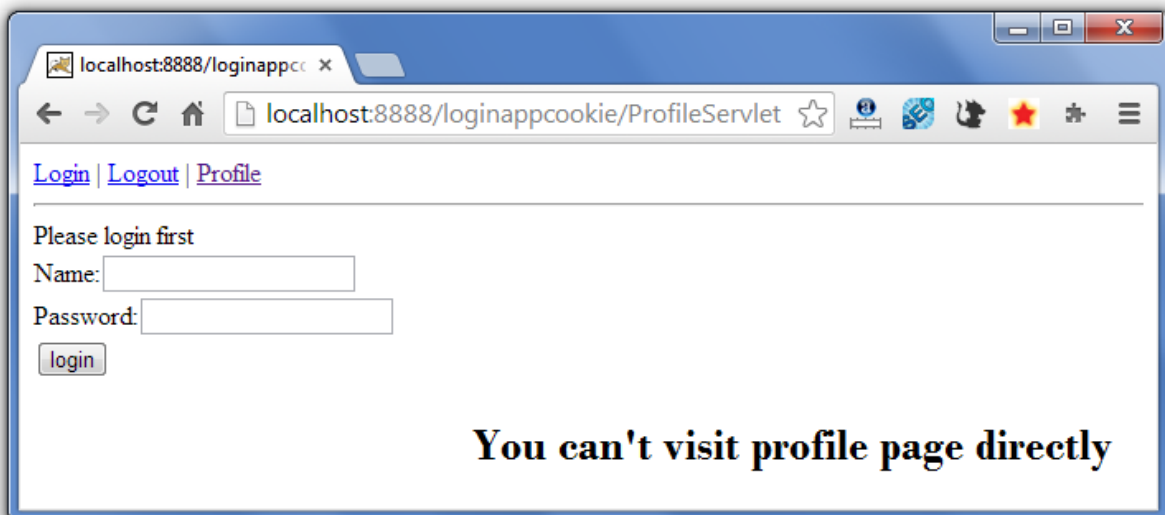 localhost:8888/loginappco
localhost:8888/loginappcookie/ProfileServlet
Login | Logout | Profile
Please login first
Name:
Password:
login
You can't visit profile page directly